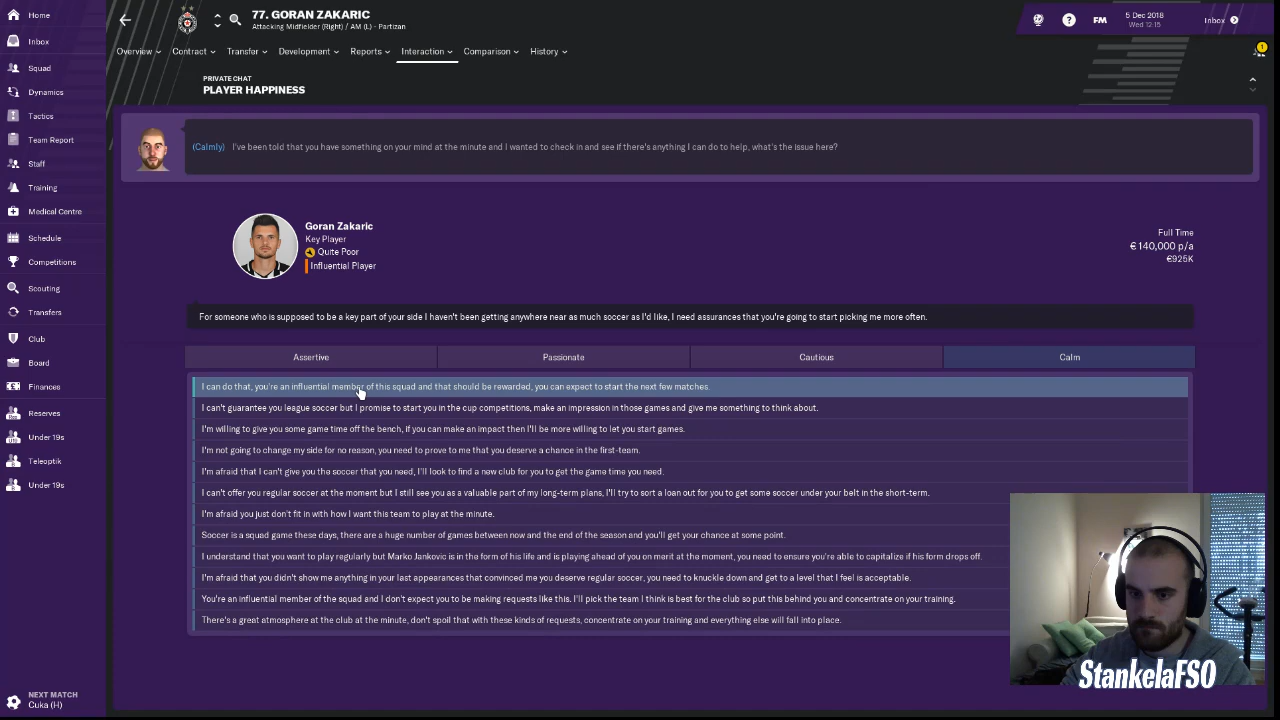 Home
Inbox
Squad
Dynamics
Tactics
Team Report
Staff
Training
Medical Centre
Schedule
Competitions
Scouting
Transfers
Club
Board
Finances
Reserves
Under 19s
Teleoptik
Under 19s
NEXT MATCH
Cuka (H)
77. GORAN ZAKARIC
Attacking Midfielder (Right) / AM (L) - Partizan
FM
5 Dec 2018
Wed 12:15
Inbox
Overview
Contract
Transfer
Development
Reports
Interaction
Comparison
History
1
PRIVATE CHAT
PLAYER HAPPINESS
(Calmly) I've been told that you have something on your mind at the minute and I wanted to check in and see if there's anything I can do to help, what's the issue here?
Goran Zakaric
Key Player
Quite Poor
Influential Player
Full Time
€140,000 p/a
€925K
For someone who is supposed to be a key part of your side I haven't been getting anywhere near as much soccer as I'd like, I need assurances that you're going to start picking me more often.
Assertive
Passionate
Cautious
Calm
I can do that, you're an influential member of this squad and that should be rewarded, you can expect to start the next few matches.
I can't guarantee you league soccer but I promise to start you in the cup competitions, make an impression in those games and give me something to think about.
I'm willing to give you some game time off the bench, if you can make an impact then I'll be more willing to let you start games.
I'm not going to change my side for no reason, you need to prove to me that you deserve a chance in the first-team.
I'm afraid that I can't give you the soccer that you need, I'll look to find a new club for you to get the game time you need.
I can't offer you regular soccer at the moment but I still see you as a valuable part of my long-term plans, I'll try to sort a loan out for you to get some soccer under your belt in the short-term.
I'm afraid you just don't fit in with how I want this team to play at the minute.
Soccer is a squad game these days, there are a huge number of games between now and the end of the season and you'll get your chance at some point.
I understand that you want to play regularly but Marko Jankovic is in the form of his life and is playing ahead of you on merit at the moment, you need to ensure you're able to capitalize if his form drops off
I'm afraid that you didn't show me anything in your last appearances that convinced me you deserve regular soccer, you need to knuckle down and get to a level that I feel is acceptable.
You're an influential member of the squad and I don't expect you to be making requests like this. I'll pick the team I think is best for the club so put this behind you and concentrate on your training.
There's a great atmosphere at the club at the minute, don't spoil that with these kinds of requests, concentrate on your training and everything else will fall into place.
StankelaFSO